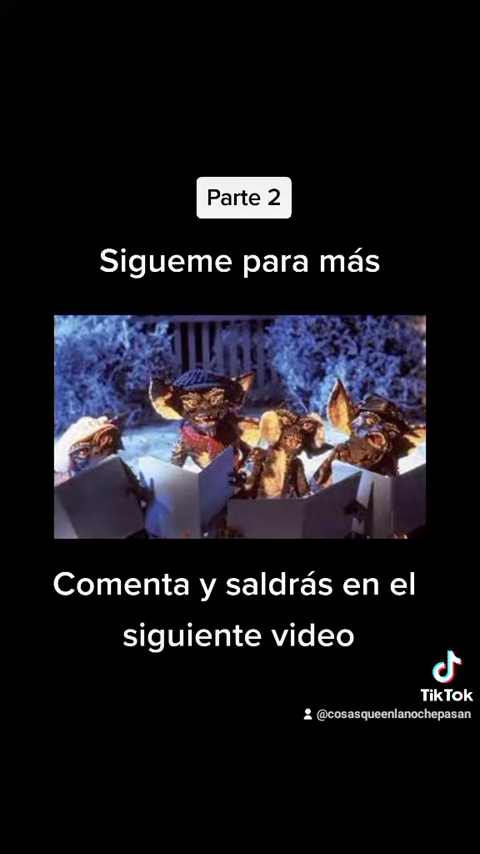 Parte 2
Sigueme para más
Comenta y saldrás en el
siguiente video
TikTok
@cosasqueenlanochepasan